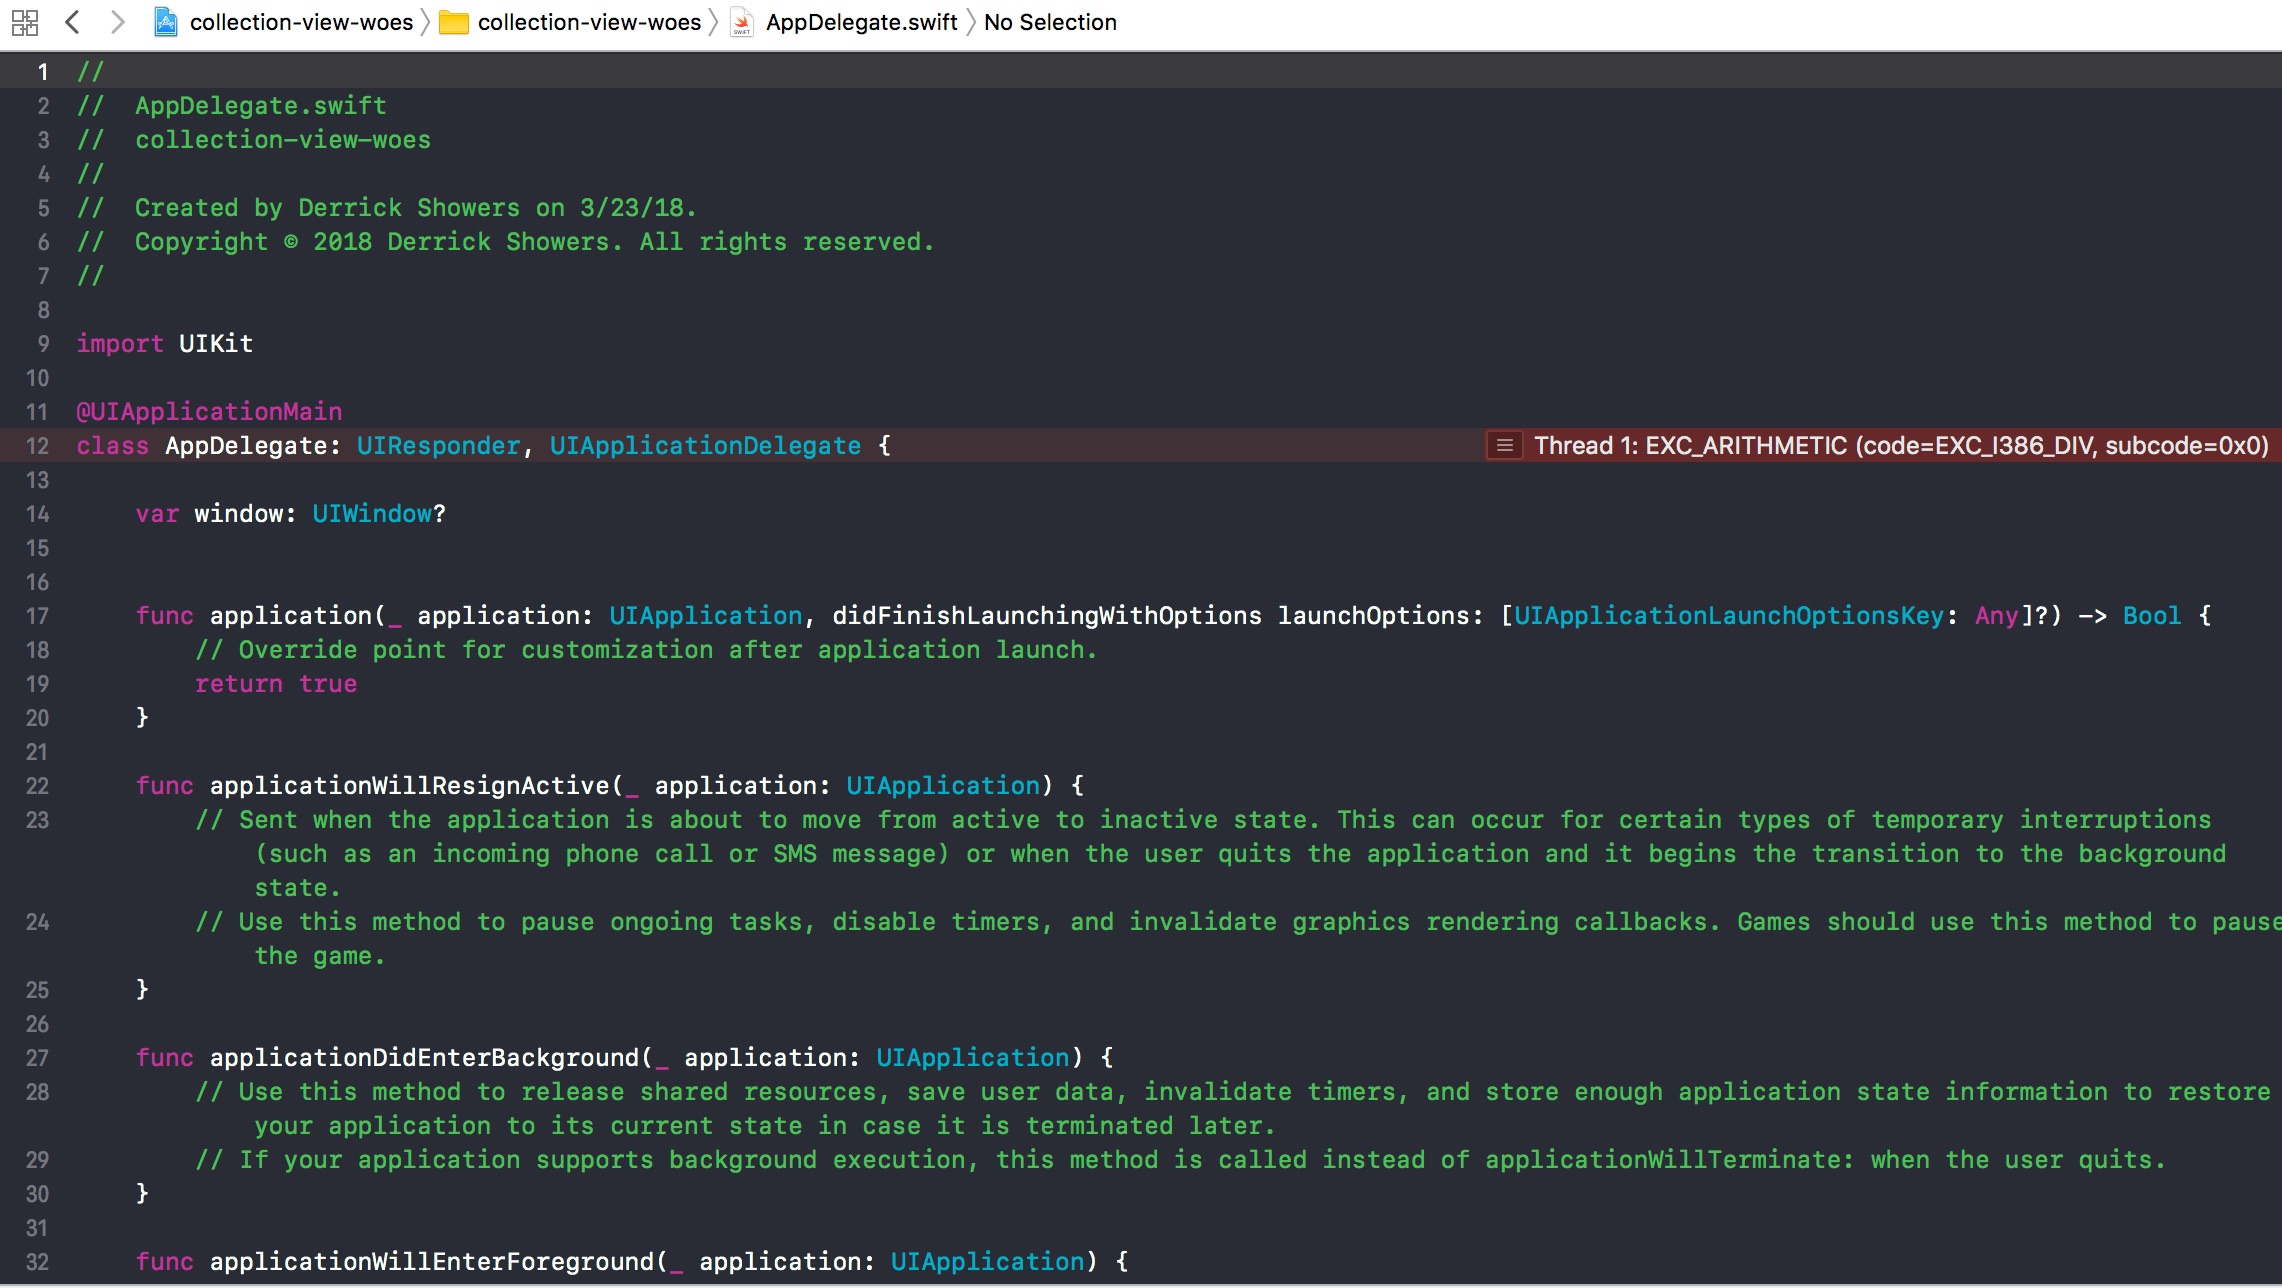 collection-view-woes collection-view-woes SWIFT AppDelegate.swift No Selection
1 //
2 //  AppDelegate.swift
3 //  collection-view-woes
4 //
5 //  Created by Derrick Showers on 3/23/18.
6 //  Copyright © 2018 Derrick Showers. All rights reserved.
7 //
8
9 import UIKit
10
11 @UIApplicationMain
12 class AppDelegate: UIResponder, UIApplicationDelegate { Thread 1: EXC_ARITHMETIC (code=EXC_I386_DIV, subcode=0x0)
13
14     var window: UIWindow?
15
16
17     func application(_ application: UIApplication, didFinishLaunchingWithOptions launchOptions: [UIApplicationLaunchOptionsKey: Any]?) -> Bool {
18         // Override point for customization after application launch.
19         return true
20     }
21
22     func applicationWillResignActive(_ application: UIApplication) {
23         // Sent when the application is about to move from active to inactive state. This can occur for certain types of temporary interruptions
(such as an incoming phone call or SMS message) or when the user quits the application and it begins the transition to the background
state.
24         // Use this method to pause ongoing tasks, disable timers, and invalidate graphics rendering callbacks. Games should use this method to pause
the game.
25     }
26
27     func applicationDidEnterBackground(_ application: UIApplication) {
28         // Use this method to release shared resources, save user data, invalidate timers, and store enough application state information to restore
your application to its current state in case it is terminated later.
29         // If your application supports background execution, this method is called instead of applicationWillTerminate: when the user quits.
30     }
31
32     func applicationWillEnterForeground(_ application: UIApplication) {